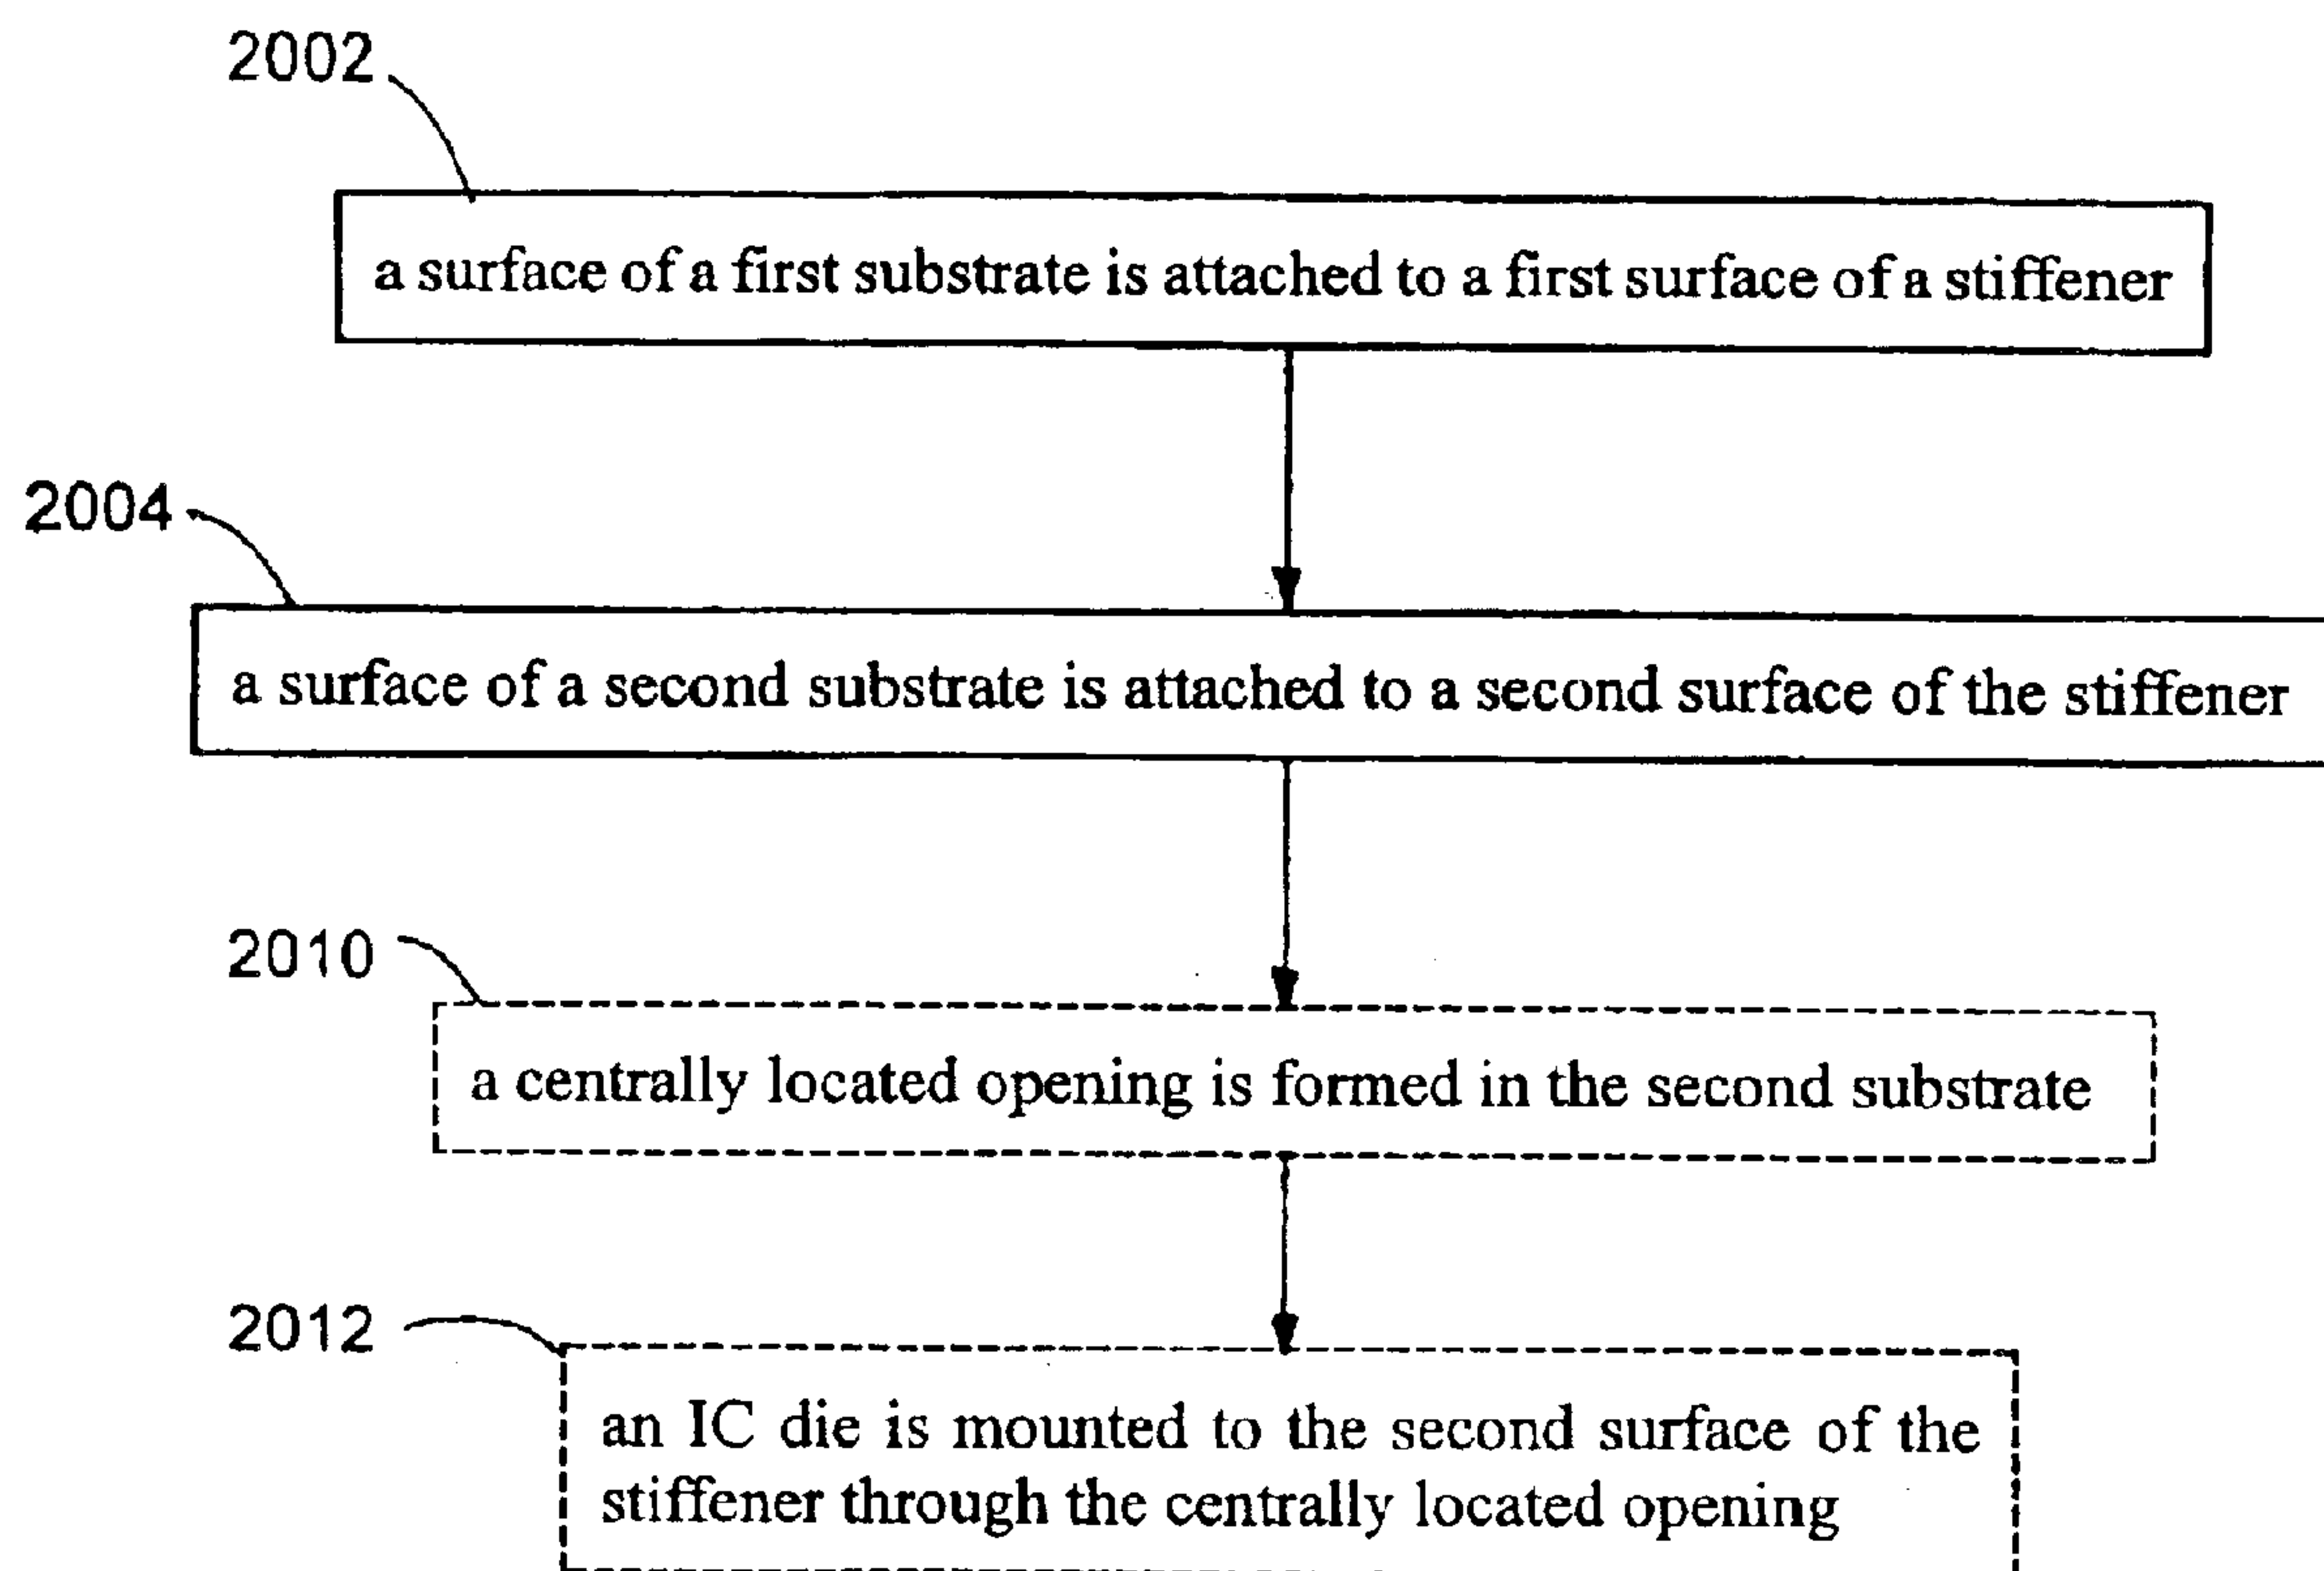 2002
a surface of a first substrate is attached to a first surface of a stiffener
2004
a surface of a second substrate is attached to a second surface of the stiffener
2010
a centrally located opening is formed in the second substrate
2012
an IC die is mounted to the second surface of the
stiffener through the centrally located opening